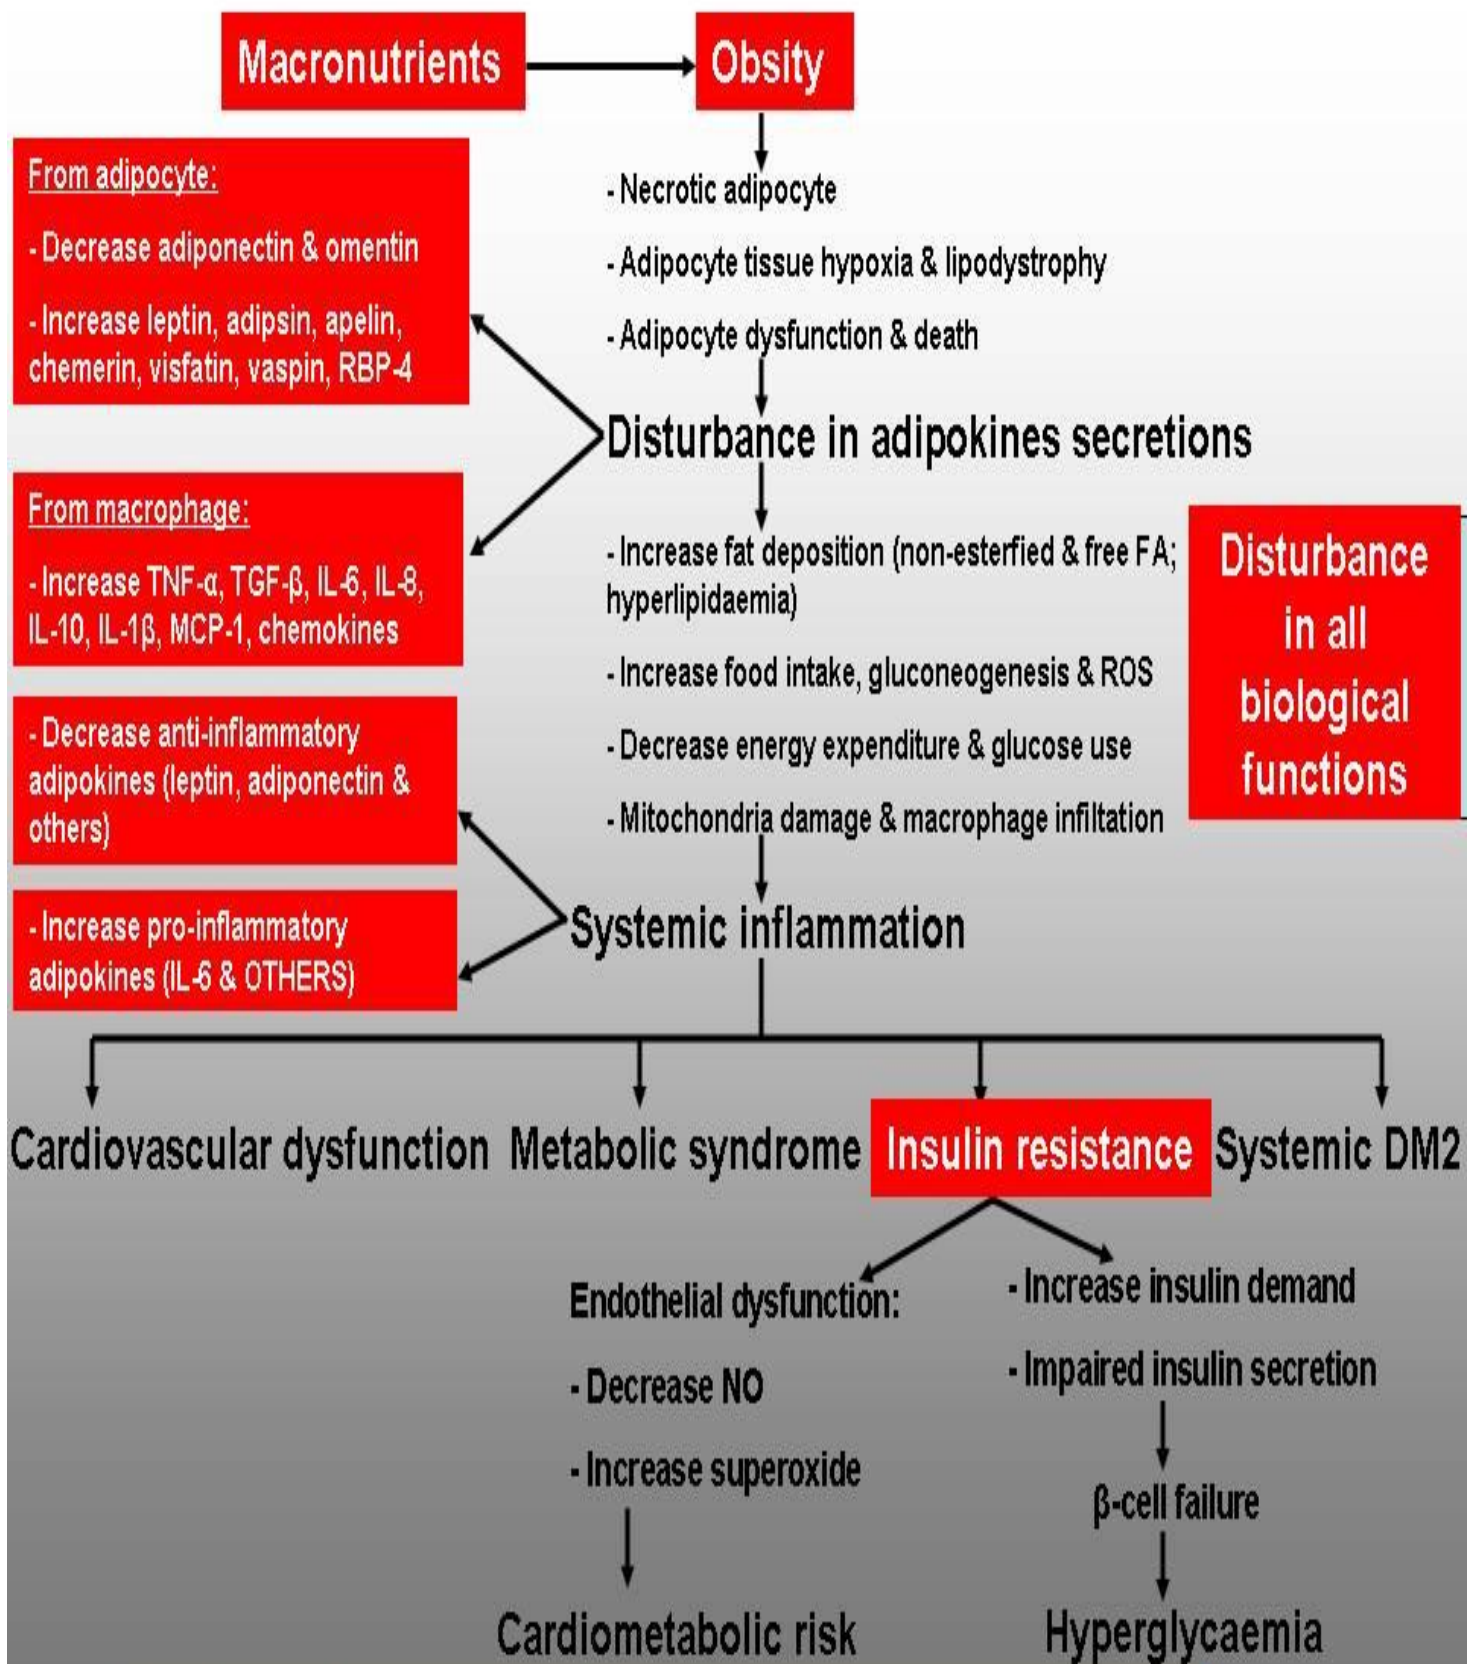 Macronutrients
Obsity
From adipocyte:
- Decrease adiponectin & omentin
- Increase leptin, adipsin, apelin,
chemerin, visfatin, vaspin, RBP-4
- Necrotic adipocyte
- Adipocyte tissue hypoxia & lipodystrophy
- Adipocyte dysfunction & death
Disturbance in adipokines secretions
From macrophage:
- Increase TNF-α, TGF-β, IL-6, IL-8,
IL-10, IL-1β, MCP-1, chemokines
- Increase fat deposition (non-esterfied & free FA;
hyperlipidaemia)
- Increase food intake, gluconeogenesis & ROS
- Decrease energy expenditure & glucose use
- Mitochondria damage & macrophage infiltation
Disturbance
in all
biological
functions
- Decrease anti-inflammatory
adipokines (leptin, adiponectin &
others)
- Increase pro-inflammatory
adipokines (IL-6 & OTHERS)
Systemic inflammation
Cardiovascular dysfunction
Metabolic syndrome
Insulin resistance
Systemic DM2
Endothelial dysfunction:
- Decrease NO
- Increase superoxide
Cardiometabolic risk
- Increase insulin demand
- Impaired insulin secretion
β-cell failure
Hyperglycaemia